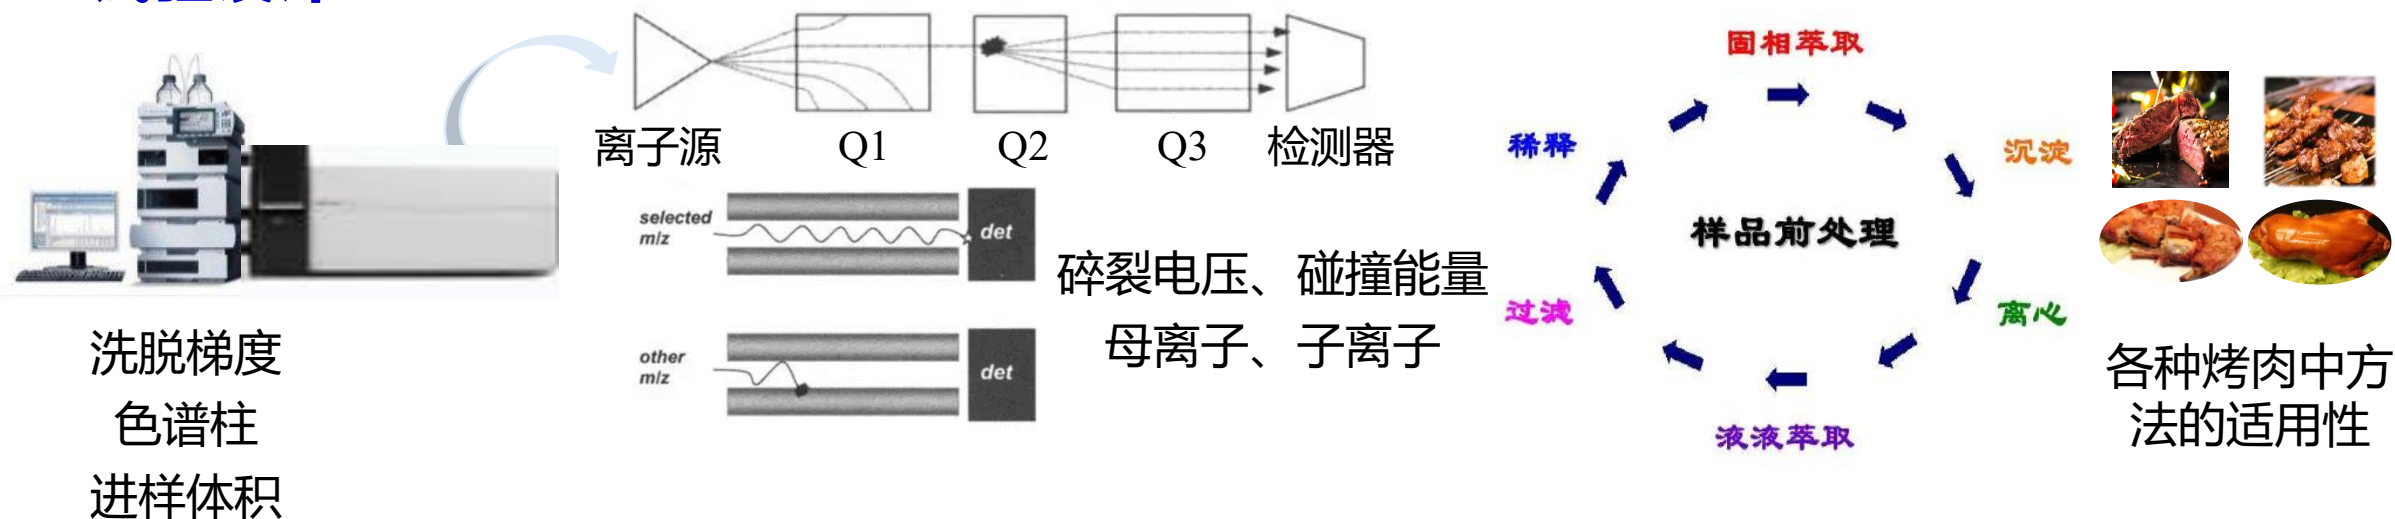 离子源
Q1
Q2
Q3
检测器
selected
m/z
det
other
m/z
det
洗脱梯度
色谱柱
进样体积
碎裂电压、碰撞能量
母离子、子离子
固相萃取
沉淀
离心
液液萃取
过滤
稀释
样品前处理
各种烤肉中方
法的适用性